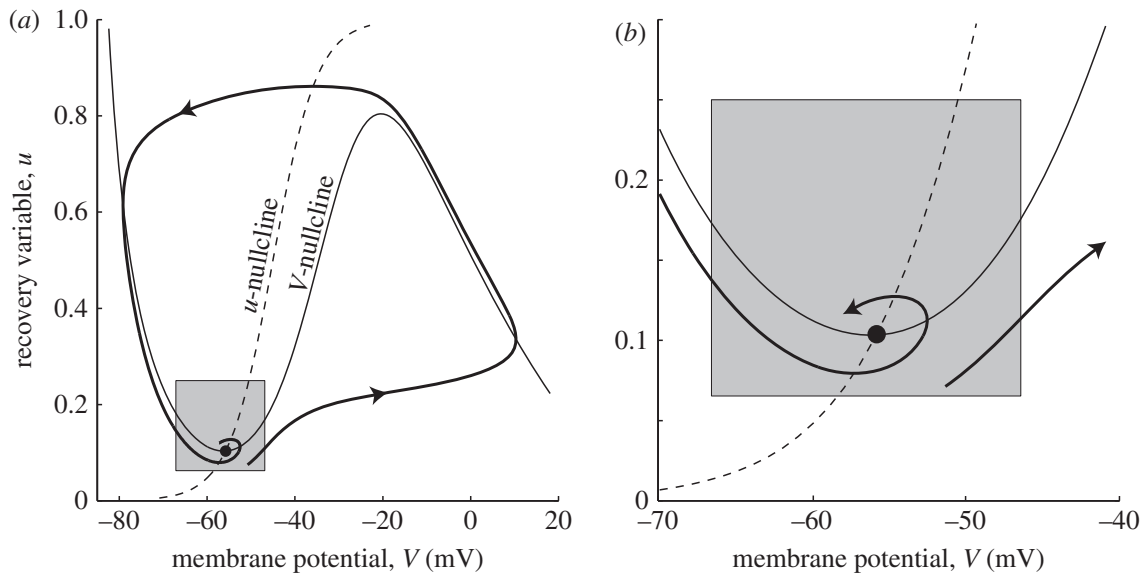 (a)
1.0
0.8
0.6
0.4
0.2
0
recovery variable, u
u-nullcline
V-nullcline
–80 –60 –40 –20 0 20
membrane potential, V (mV)
(b)
0.2
0.1
0
–70 –60 –50 –40
membrane potential, V (mV)